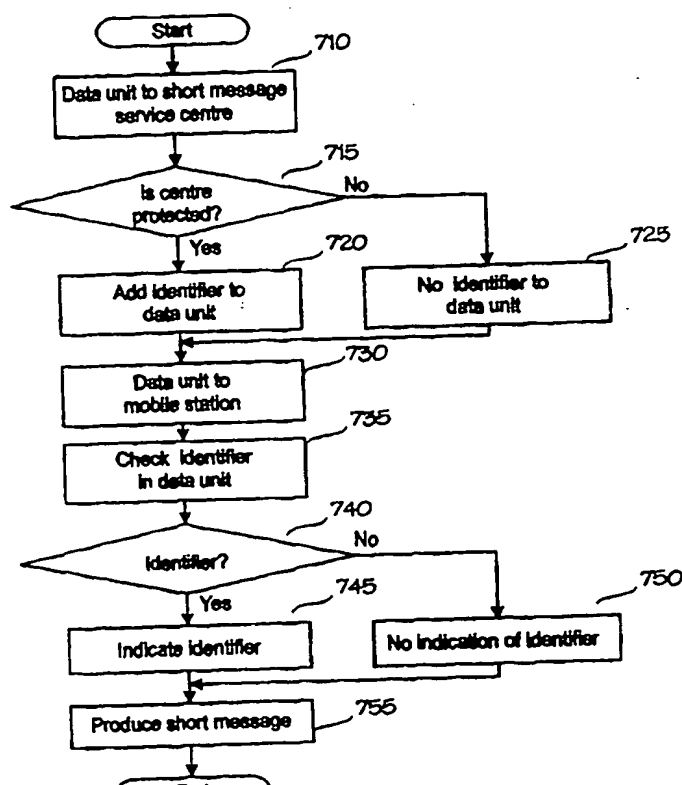 Start
710
Data unit to short message
service centre
715
Is centre
protected?
No
Yes
720
725
Add identifier to
data unit
No identifier to
data unit
730
Data unit to
mobile station
735
Check identifier
in data unit
740
Identifier?
No
Yes
745
750
Indicate identifier
No indication of identifier
755
Produce short message